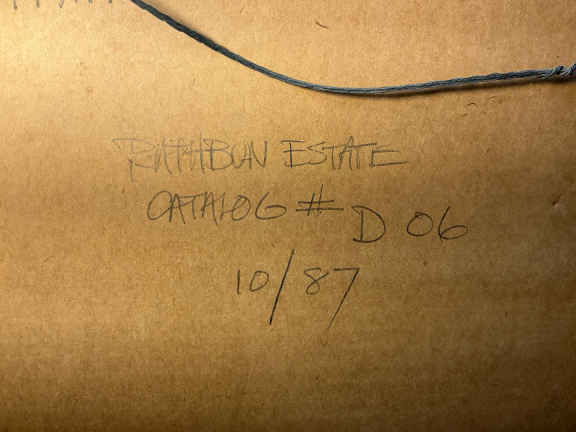 RATHBUN ESTATE
CATALOG # D 06
10/87